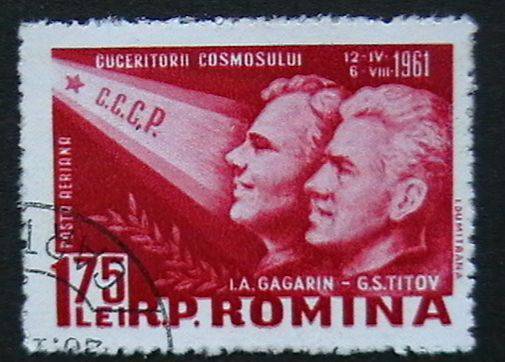 CUCERITORII COSMOSULUI
12-IV-
6-VIII-1961
C.C.C.P.
POSTA AERIANA
I.DUMITRANA
I.A.GAGARIN - G.S.TITOV
1.75 LEI R.P. ROMINA